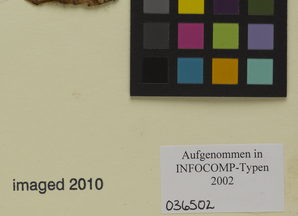 Aufgenommen in
INFOCOMP-Typen
2002
imaged 2010
036502